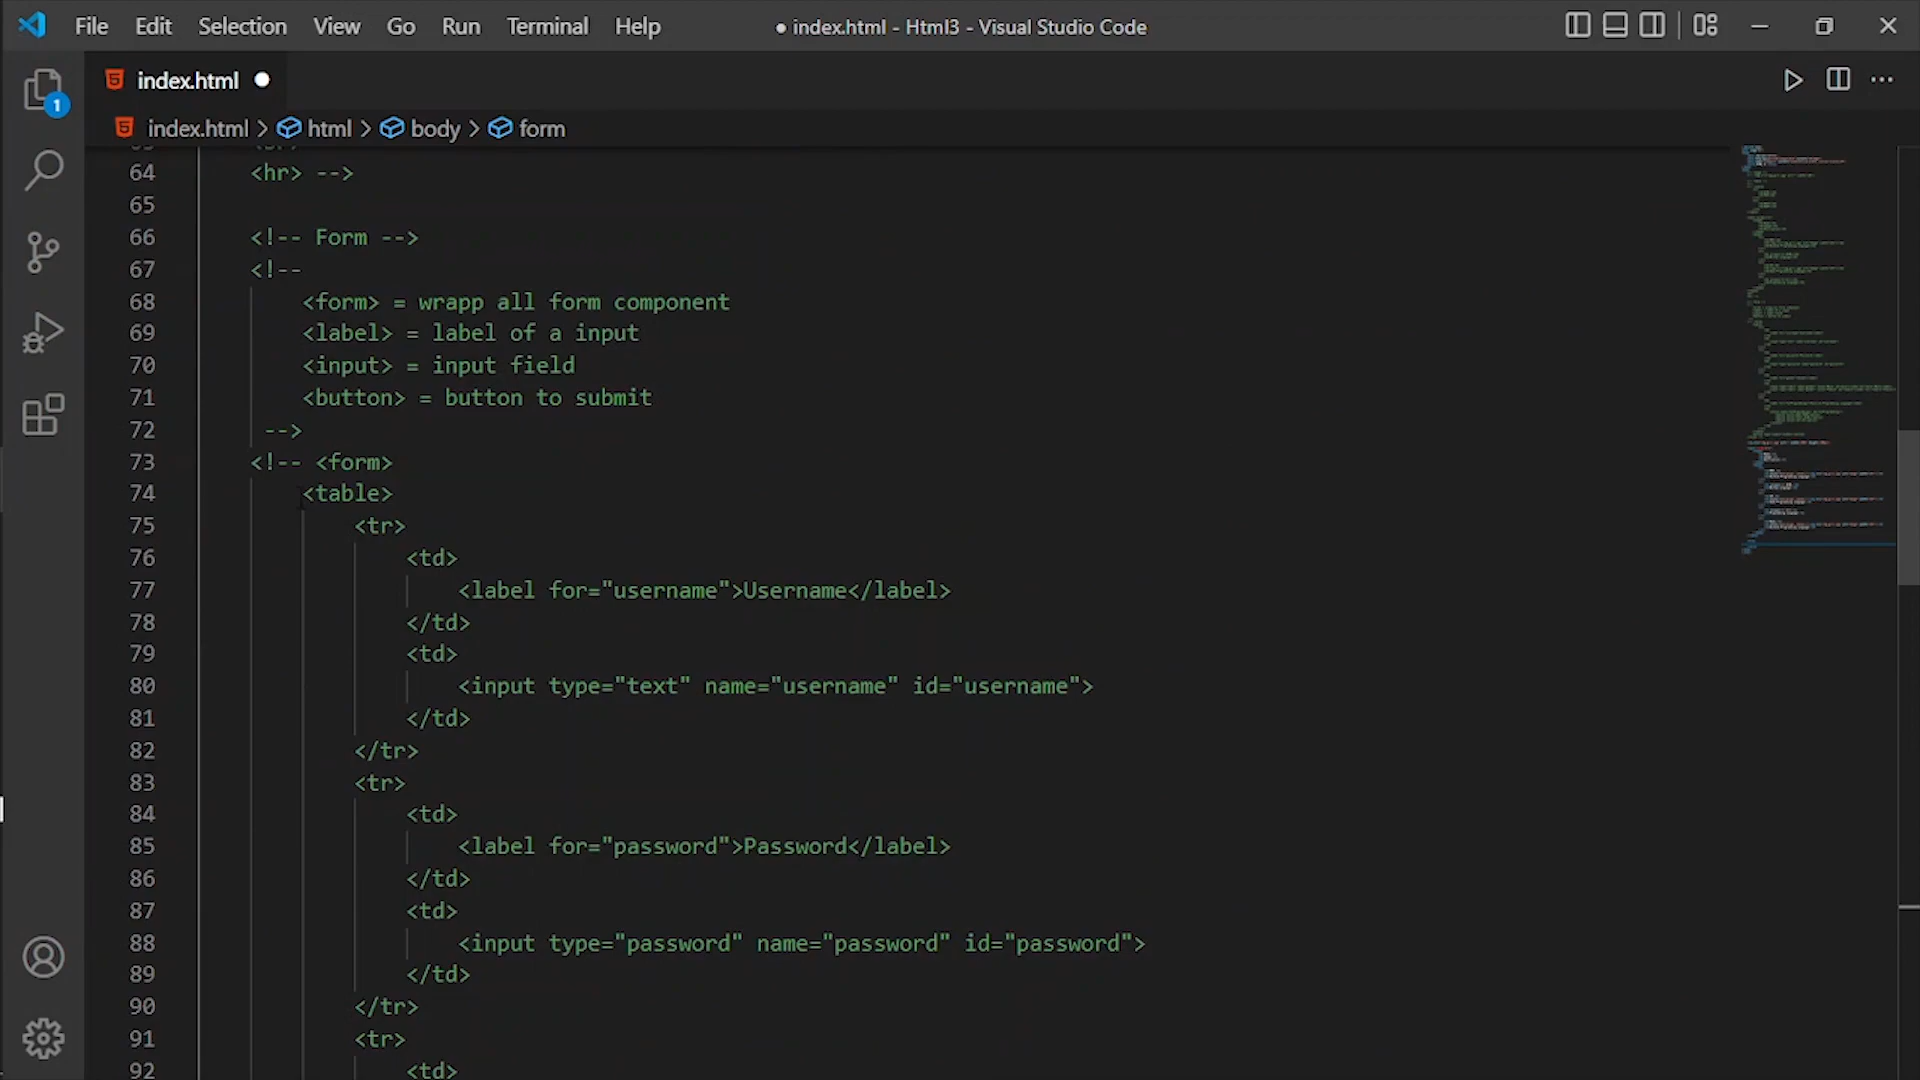 File Edit Selection View Go Run Terminal Help
● index.html - Html3 - Visual Studio Code
index.html
1
index.html > html > body > form
64 <hr> -->
65
66 <!-- Form -->
67 <!--
68 <form> = wrapp all form component
69 <label> = label of a input
70 <input> = input field
71 <button> = button to submit
72 -->
73 <!-- <form>
74 <table>
75 <tr>
76 <td>
77 <label for="username">Username</label>
78 </td>
79 <td>
80 <input type="text" name="username" id="username">
81 </td>
82 </tr>
83 <tr>
84 <td>
85 <label for="password">Password</label>
86 </td>
87 <td>
88 <input type="password" name="password" id="password">
89 </td>
90 </tr>
91 <tr>
92 <td>